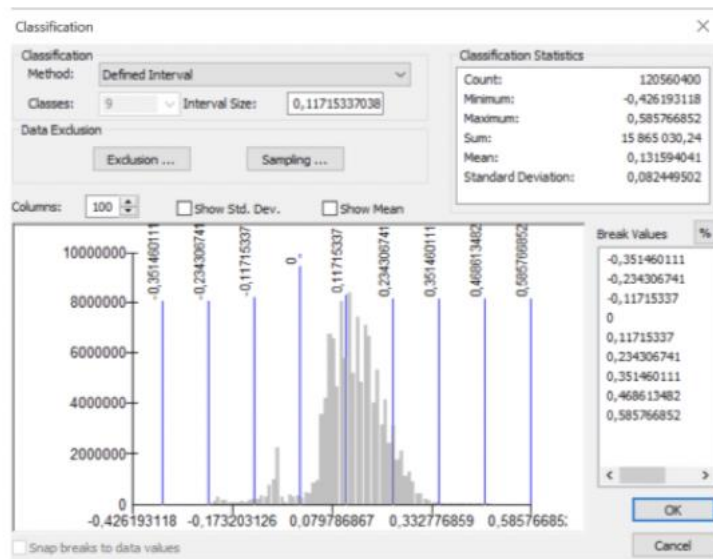 Classification
Classification
Method: Defined Interval
Classes: 9 Interval Size: 0,11715337038
Data Exclusion
Exclusion ... Sampling ...
Classification Statistics
Count: 120560400
Minimum: -0,426193118
Maximum: 0,585766852
Sum: 15 865 030,24
Mean: 0,131594041
Standard Deviation: 0,082449502
Columns: 100 Show Std. Dev. Show Mean
-0,351460111 -0,234306741 -0,11715337 0 0,11715337 0,234306741 0,351460111 0,468613482 0,585766852
10000000
8000000
6000000
4000000
2000000
0
-0,426193118 -0,173203126 0,079786867 0,332776859 0,585766852
Break Values %
-0,351460111
-0,234306741
-0,11715337
0
0,11715337
0,234306741
0,351460111
0,468613482
0,585766852
OK
Snap breaks to data values
Cancel